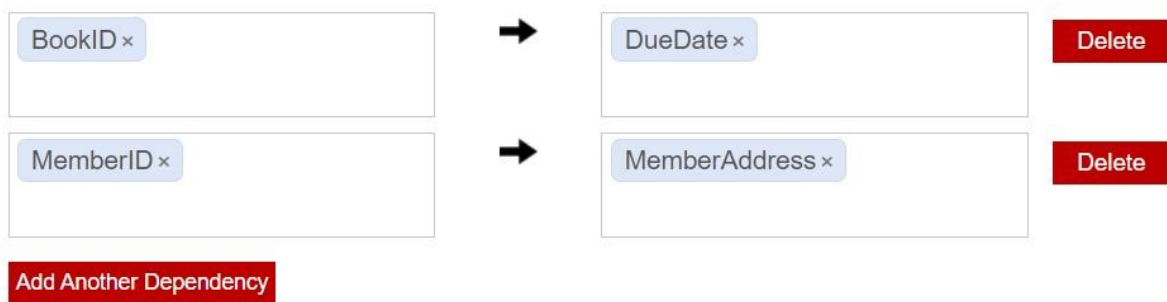 BookID × DueDate × Delete
MemberID × MemberAddress × Delete
Add Another Dependency